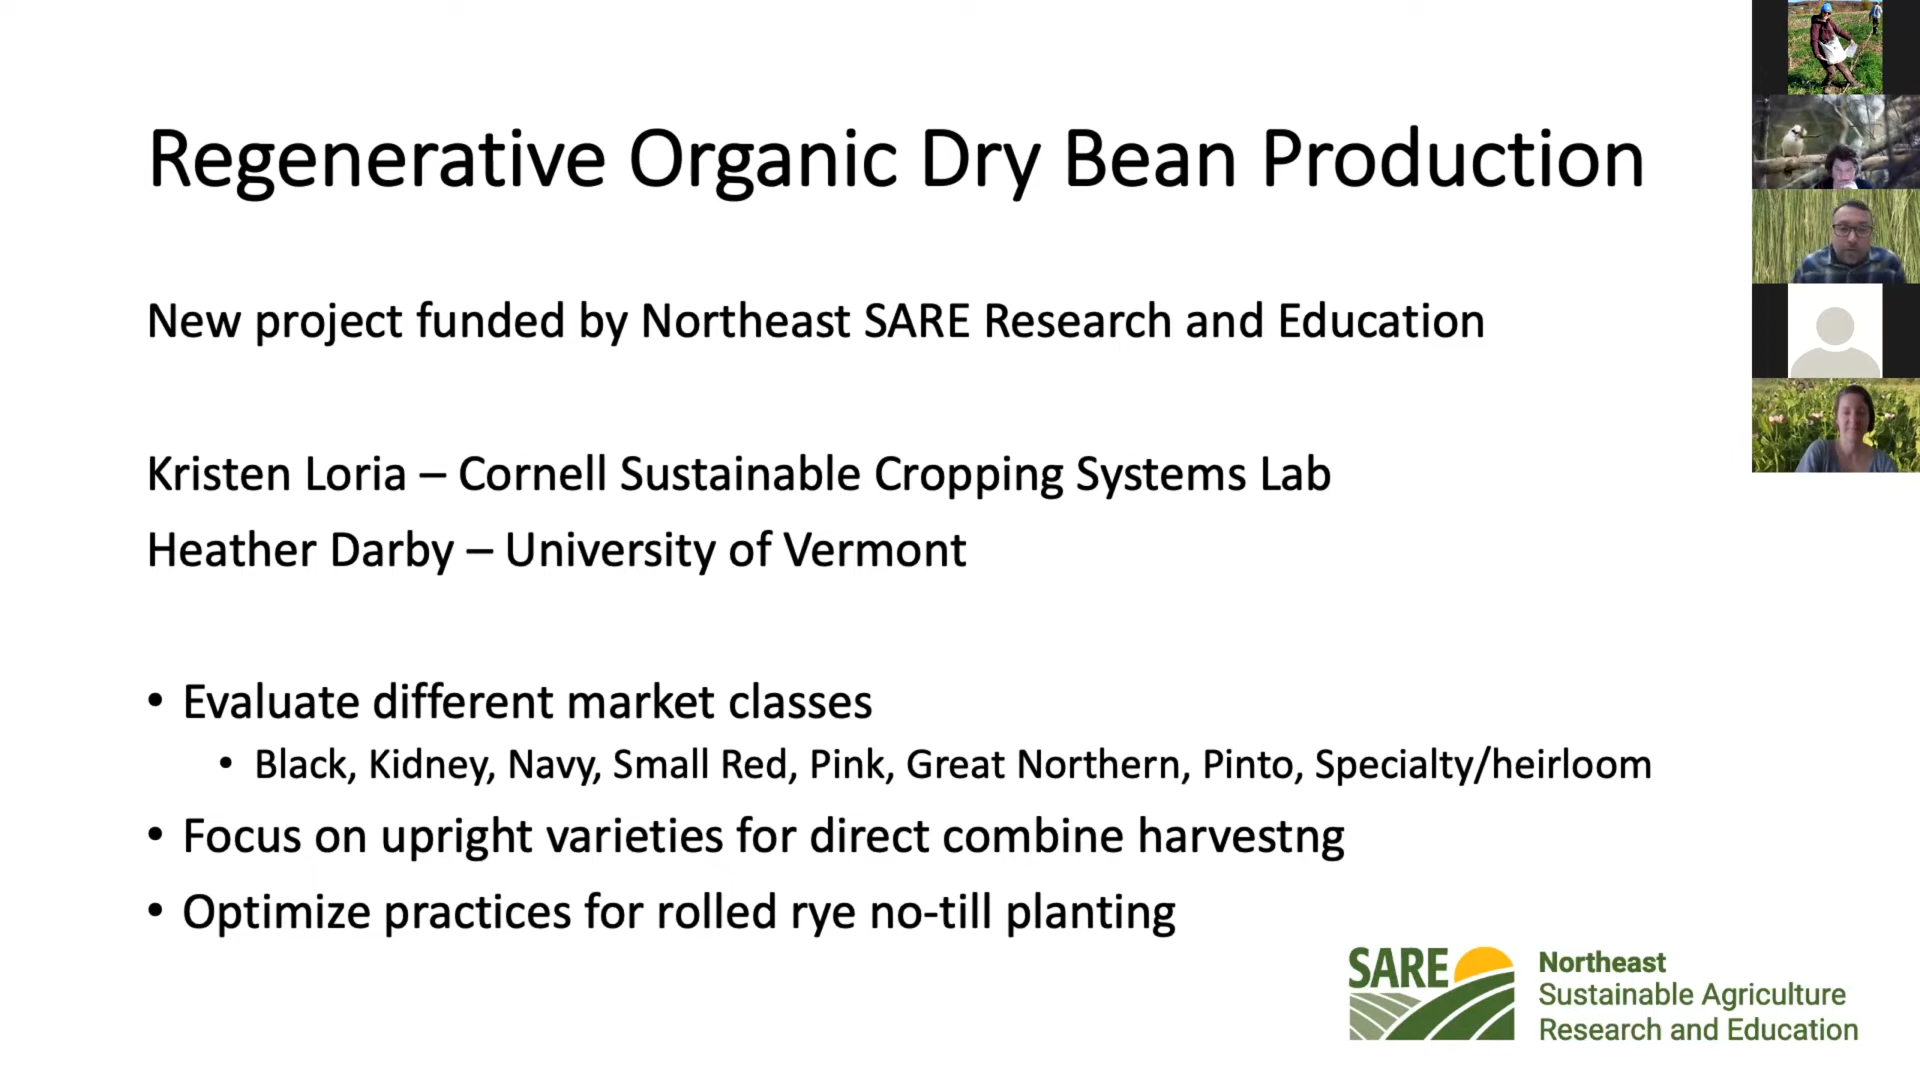 Regenerative Organic Dry Bean Production
New project funded by Northeast SARE Research and Education
Kristen Loria – Cornell Sustainable Cropping Systems Lab
Heather Darby – University of Vermont
• Evaluate different market classes
• Black, Kidney, Navy, Small Red, Pink, Great Northern, Pinto, Specialty/heirloom
• Focus on upright varieties for direct combine harvestng
• Optimize practices for rolled rye no-till planting
SARE
Northeast
Sustainable Agriculture
Research and Education